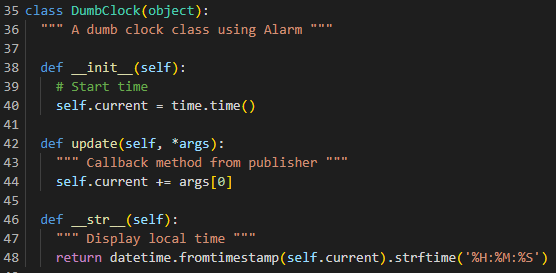 35 class DumbClock(object):
36   """ A dumb clock class using Alarm """
37
38   def __init__(self):
39     # Start time
40     self.current = time.time()
41
42   def update(self, *args):
43     """ Callback method from publisher """
44     self.current += args[0]
45
46   def __str__(self):
47     """ Display local time """
48     return datetime.fromtimestamp(self.current).strftime('%H:%M:%S')